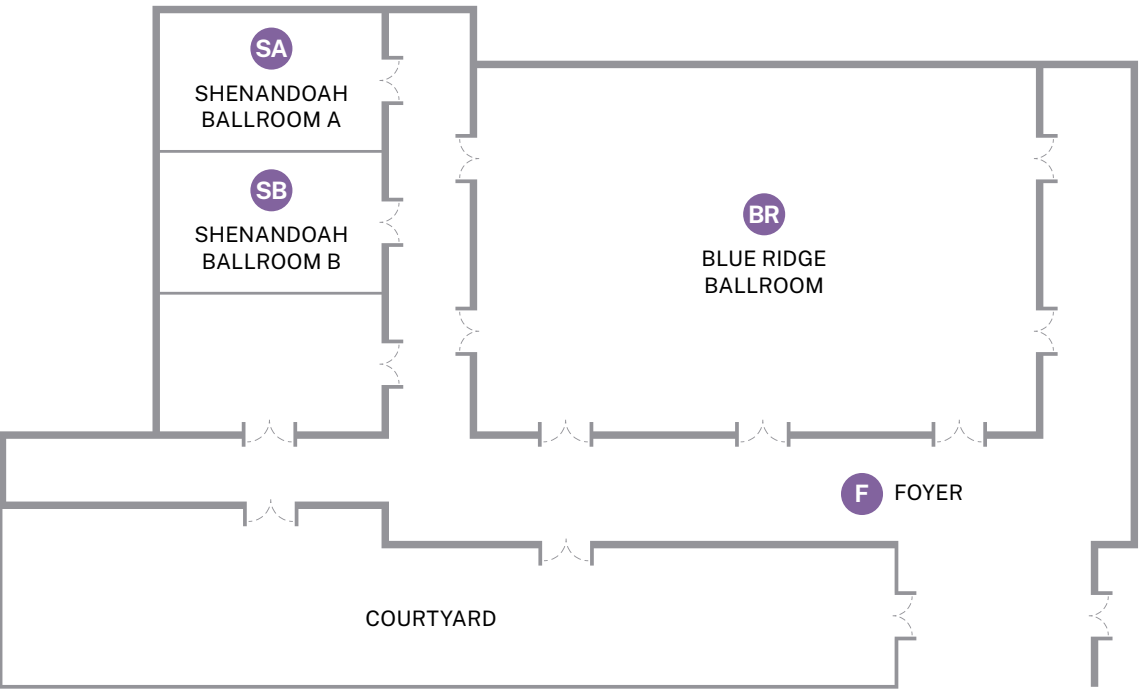 SA
SHENANDOAH
BALLROOM A
SB
SHENANDOAH
BALLROOM B
BR
BLUE RIDGE
BALLROOM
F FOYER
COURTYARD